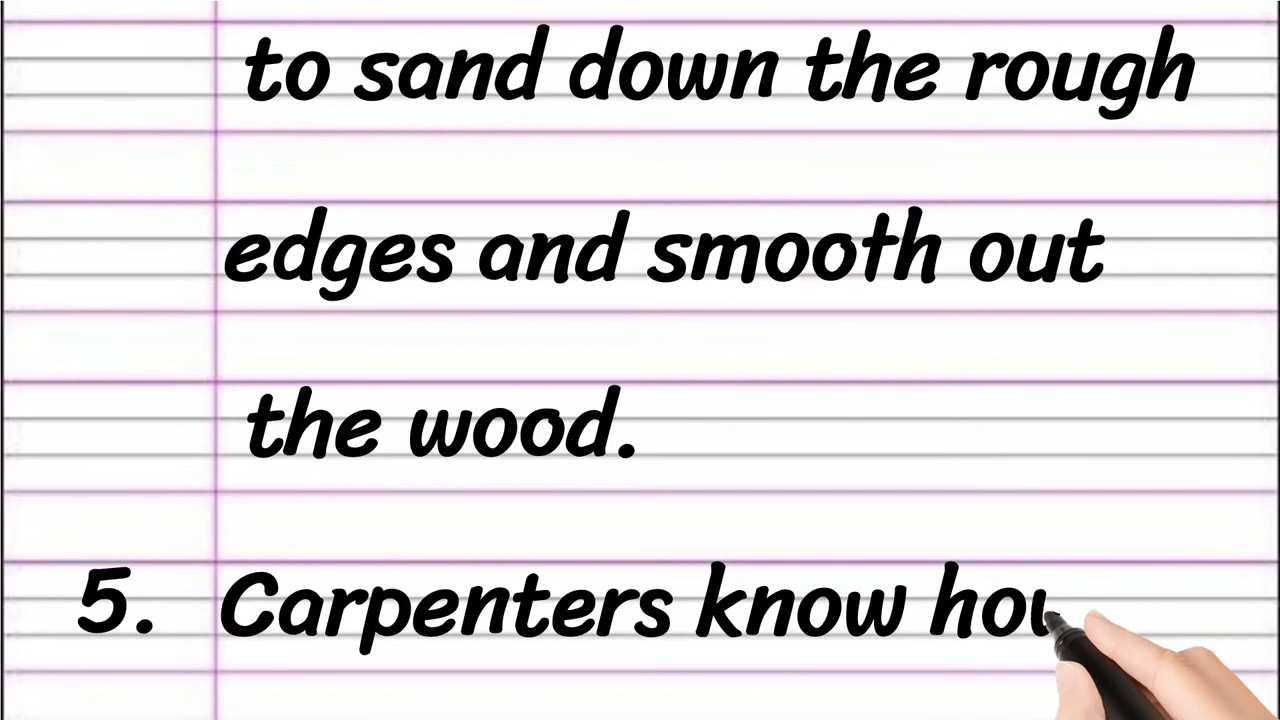 to sand down the rough
edges and smooth out
the wood.
5. Carpenters know